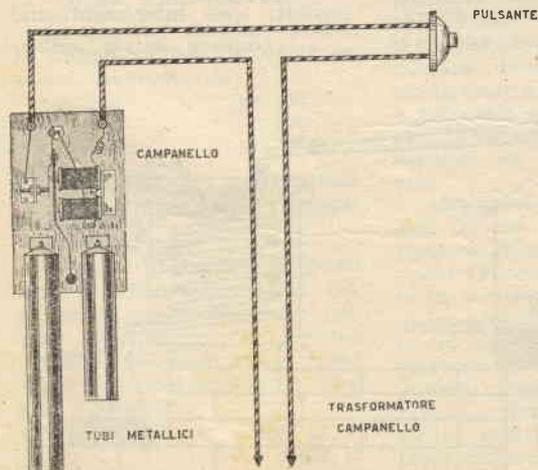 PULSANTE
CAMPANELLO
TUBI METALLICI
TRASFORMATORE
CAMPANELLO